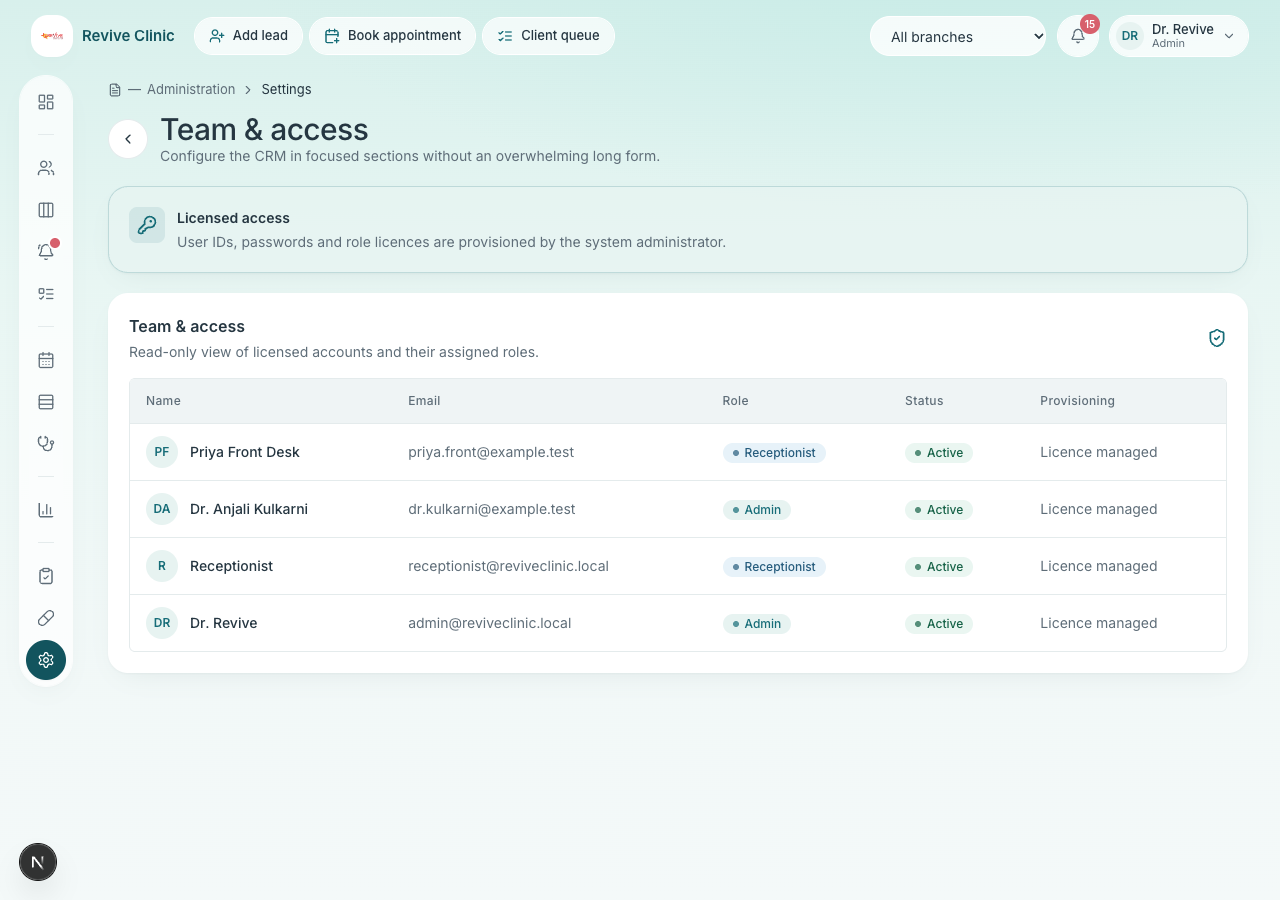 Revive Clinic
Add lead
Book appointment
Client queue
All branches
15
DR
Dr. Revive
Admin
— Administration > Settings
Team & access
Configure the CRM in focused sections without an overwhelming long form.
Licensed access
User IDs, passwords and role licences are provisioned by the system administrator.
Team & access
Read-only view of licensed accounts and their assigned roles.
Name Email Role Status Provisioning
PF Priya Front Desk priya.front@example.test Receptionist Active Licence managed
DA Dr. Anjali Kulkarni dr.kulkarni@example.test Admin Active Licence managed
R Receptionist receptionist@reviveclinic.local Receptionist Active Licence managed
DR Dr. Revive admin@reviveclinic.local Admin Active Licence managed
N